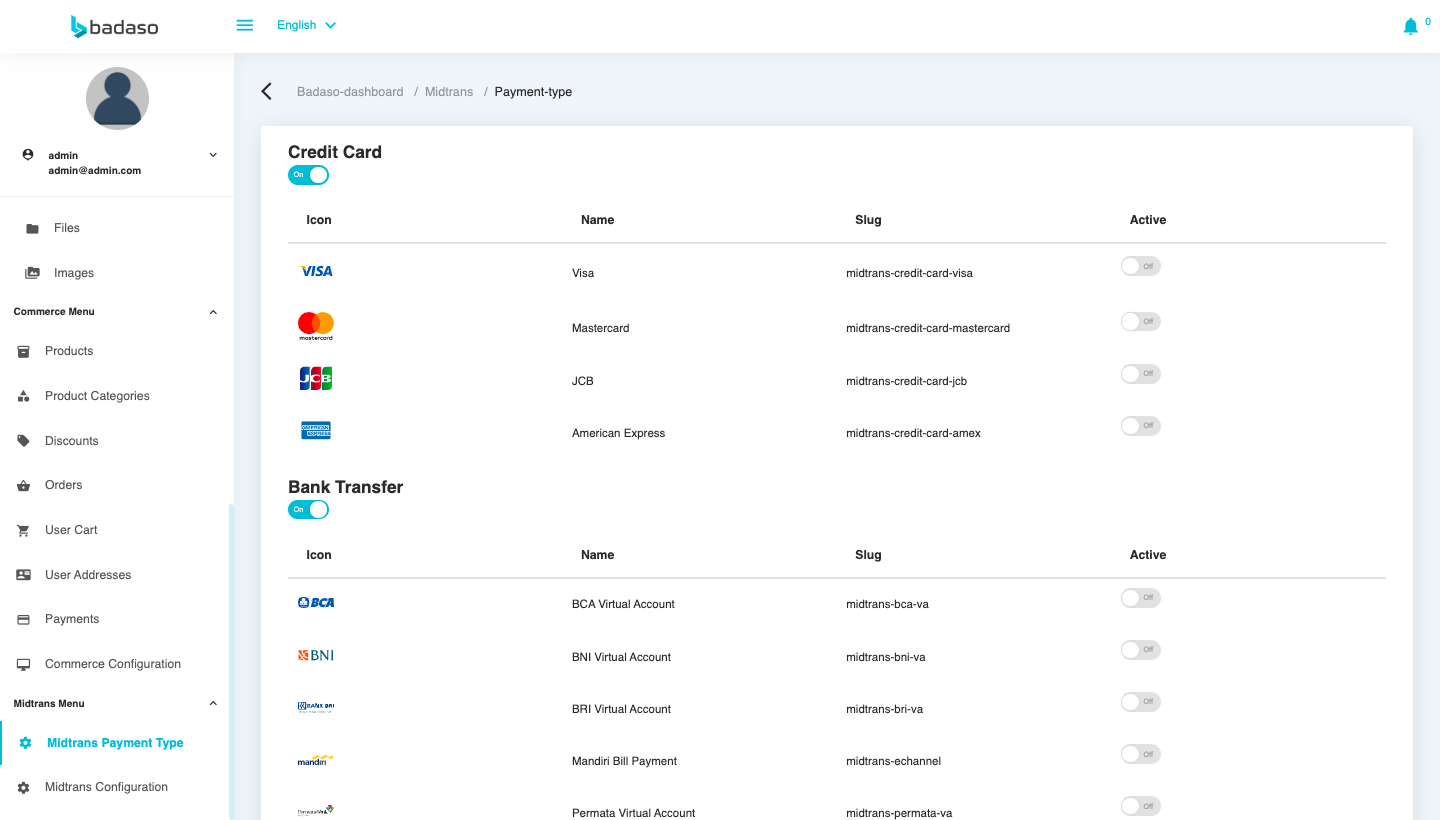 badaso
English
0
admin
admin@admin.com
Files
Images
Commerce Menu
Products
Product Categories
Discounts
Orders
User Cart
User Addresses
Payments
Commerce Configuration
Midtrans Menu
Midtrans Payment Type
Midtrans Configuration
Badaso-dashboard / Midtrans / Payment-type
Credit Card
On
Icon Name Slug Active
VISA Visa midtrans-credit-card-visa Off
mastercard Mastercard midtrans-credit-card-mastercard Off
JCB JCB midtrans-credit-card-jcb Off
AMERICAN EXPRESS American Express midtrans-credit-card-amex Off
Bank Transfer
On
Icon Name Slug Active
BCA BCA Virtual Account midtrans-bca-va Off
BNI BNI Virtual Account midtrans-bni-va Off
BANK BRI BRI Virtual Account midtrans-bri-va Off
mandiri Mandiri Bill Payment midtrans-echannel Off
PermataBank Permata Virtual Account midtrans-permata-va Off